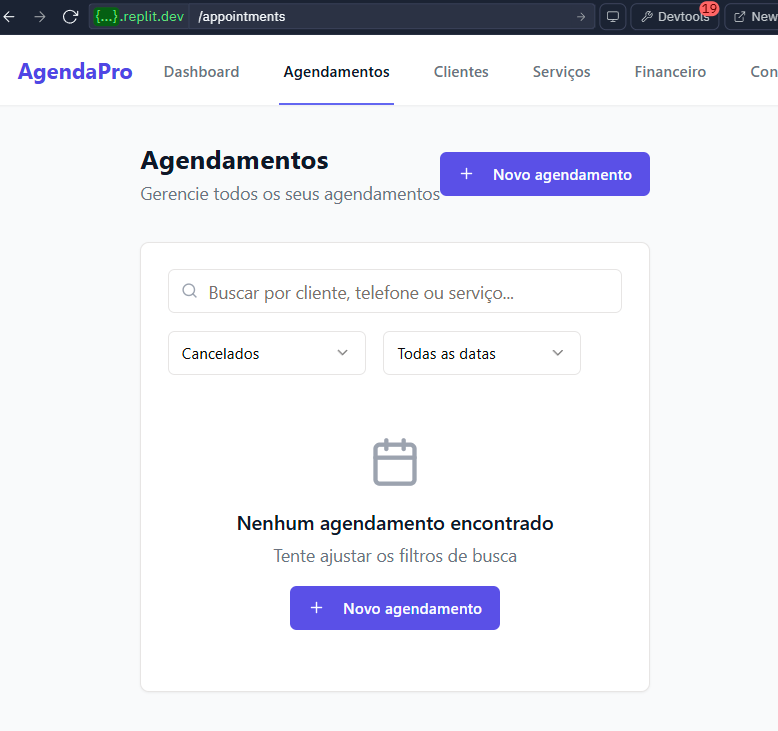 {...}.replit.dev /appointments Devtools 19 New
AgendaPro Dashboard Agendamentos Clientes Serviços Financeiro Con
Agendamentos
Gerencie todos os seus agendamentos
+ Novo agendamento
Buscar por cliente, telefone ou serviço...
Cancelados Todas as datas
Nenhum agendamento encontrado
Tente ajustar os filtros de busca
+ Novo agendamento